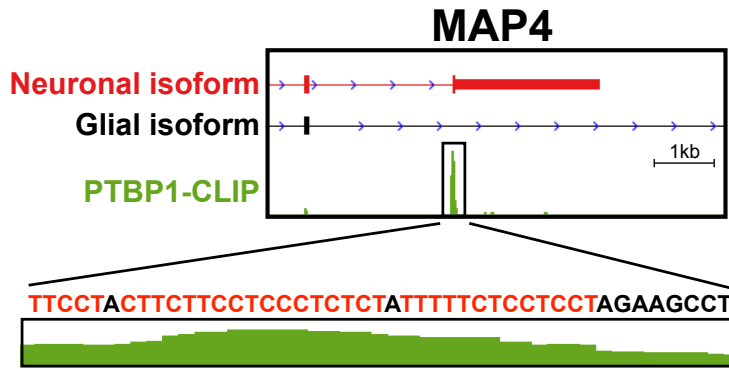 MAP4
Neuronal isoform
Glial isoform
1kb
PTBP1-CLIP
TTCCTACTTCTTCCTCCCTCTCTATTTTTCTCCTCCTAGAAGCCT